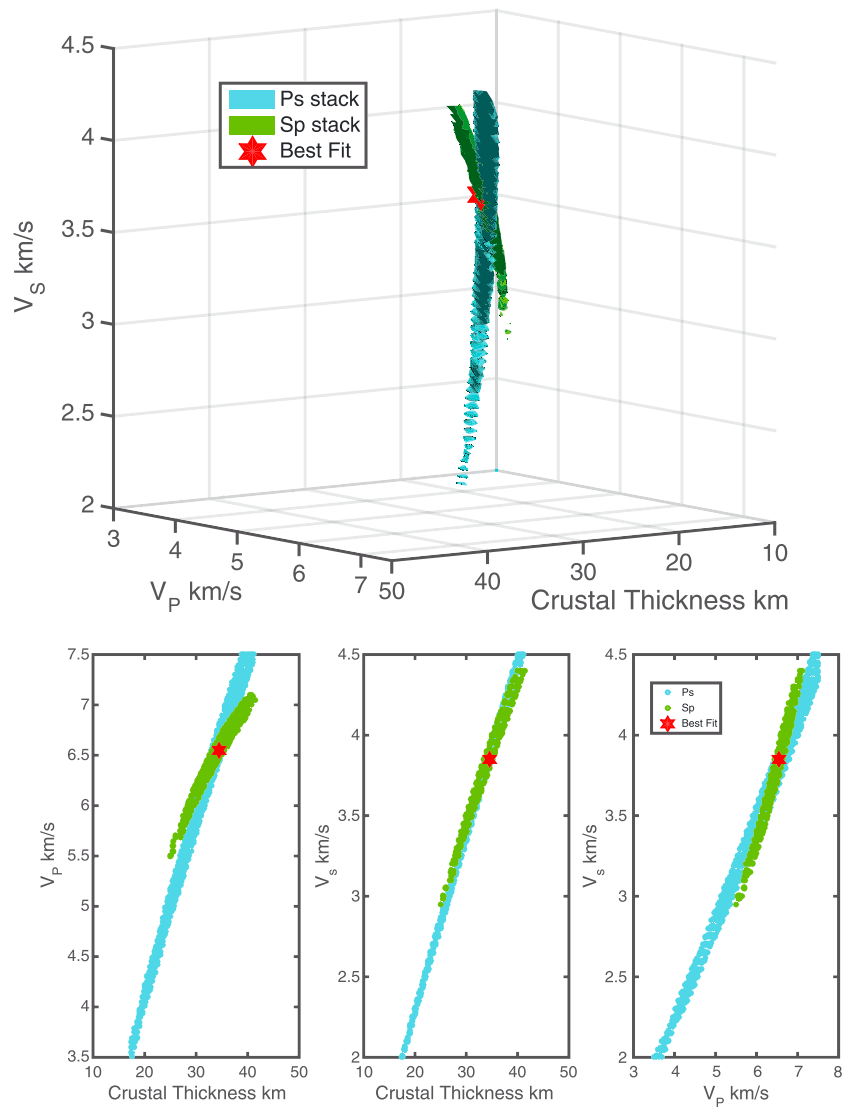 4.5
4
3.5
3
2.5
2
V_S km/s
Ps stack
Sp stack
Best Fit
3
4
5
6
7
V_P km/s
50
40
30
20
10
Crustal Thickness km
7.5
7
6.5
6
5.5
5
4.5
4
3.5
V_P km/s
10 20 30 40 50
Crustal Thickness km
4.5
4
3.5
3
2.5
2
V_s km/s
10 20 30 40 50
Crustal Thickness km
4.5
4
3.5
3
2.5
2
V_s km/s
Ps
Sp
Best Fit
3 4 5 6 7 8
V_P km/s